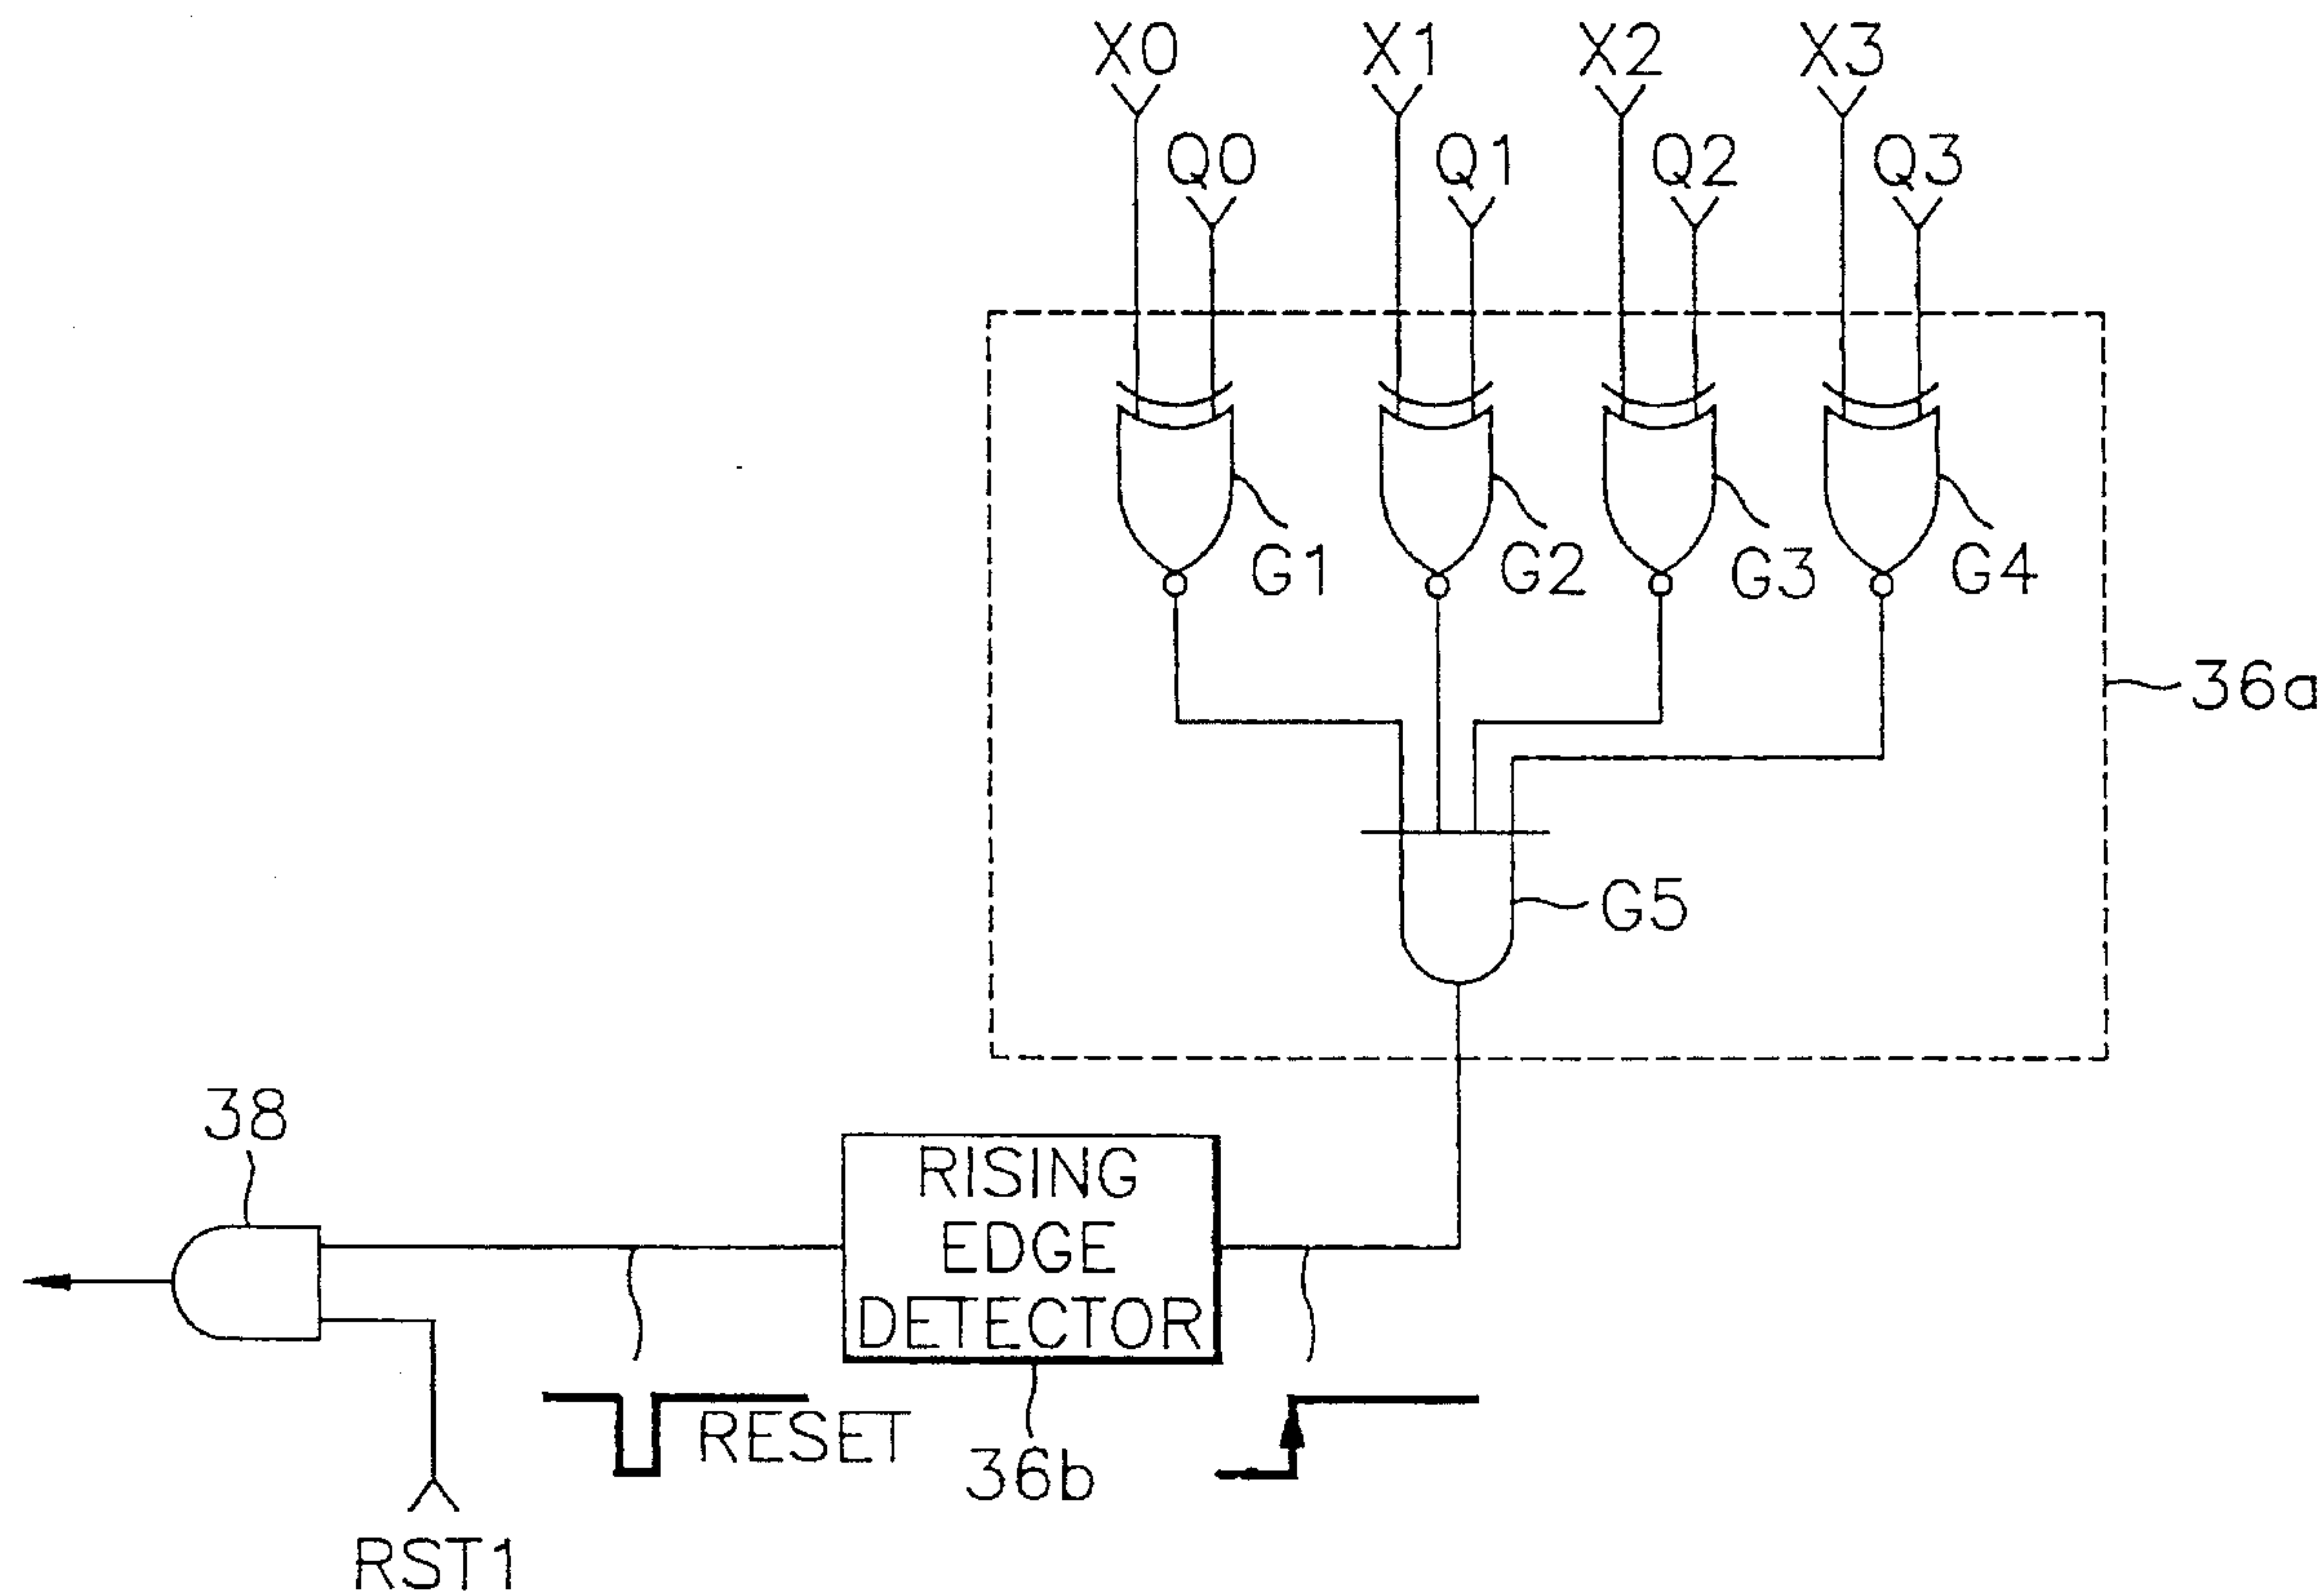 X0 X1 X2 X3
Q0 Q1 Q2 Q3
G1 G2 G3 G4
36a
G5
38
RISING
EDGE
DETECTOR
RESET
36b
RST1